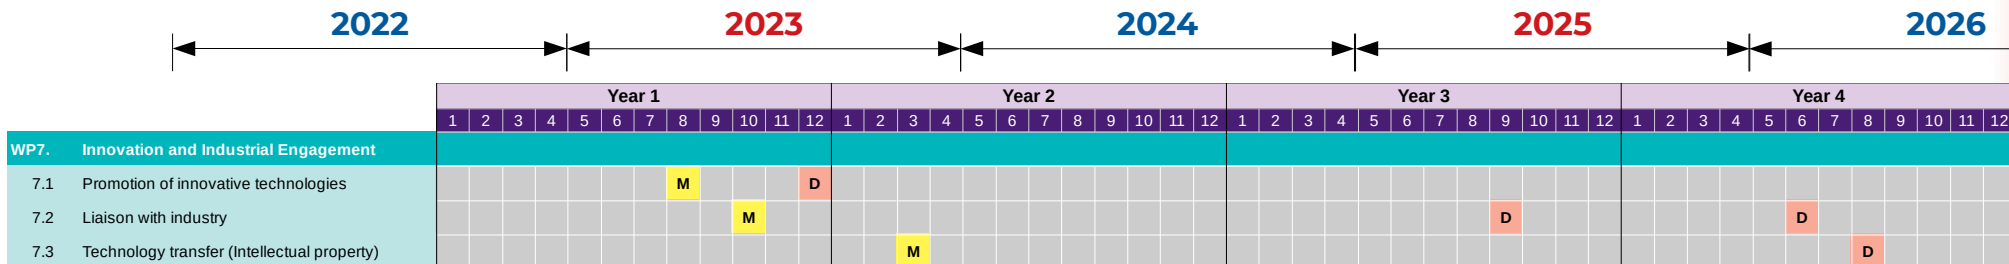 2022 2023 2024 2025 2026
Year 1 Year 2 Year 3 Year 4
1 2 3 4 5 6 7 8 9 10 11 12 1 2 3 4 5 6 7 8 9 10 11 12 1 2 3 4 5 6 7 8 9 10 11 12 1 2 3 4 5 6 7 8 9 10 11 12
WP7. Innovation and Industrial Engagement
7.1 Promotion of innovative technologies M D
7.2 Liaison with industry M D D
7.3 Technology transfer (Intellectual property) M D